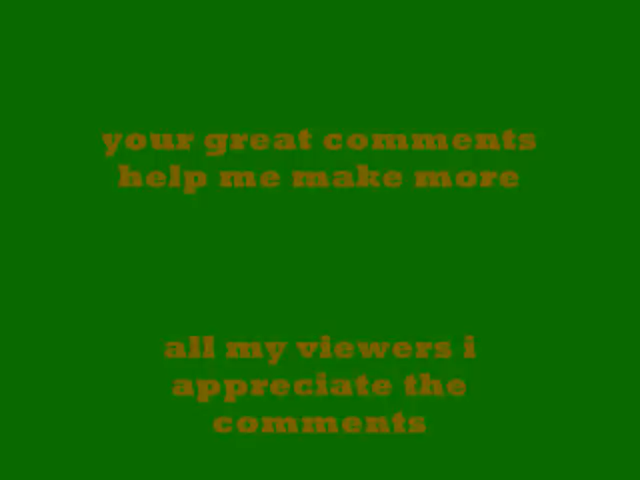 your great comments
help me make more
all my viewers i
appreciate the
comments